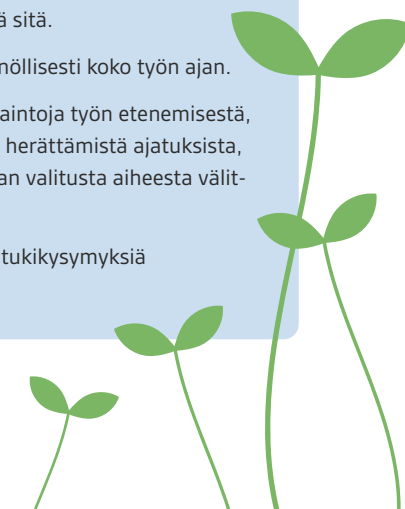 ä sitä.
nöllisesti koko työn ajan.
aintoja työn etenemisestä,
herättämistä ajatuksista,
an valitusta aiheesta välit-
tukikysymyksiä